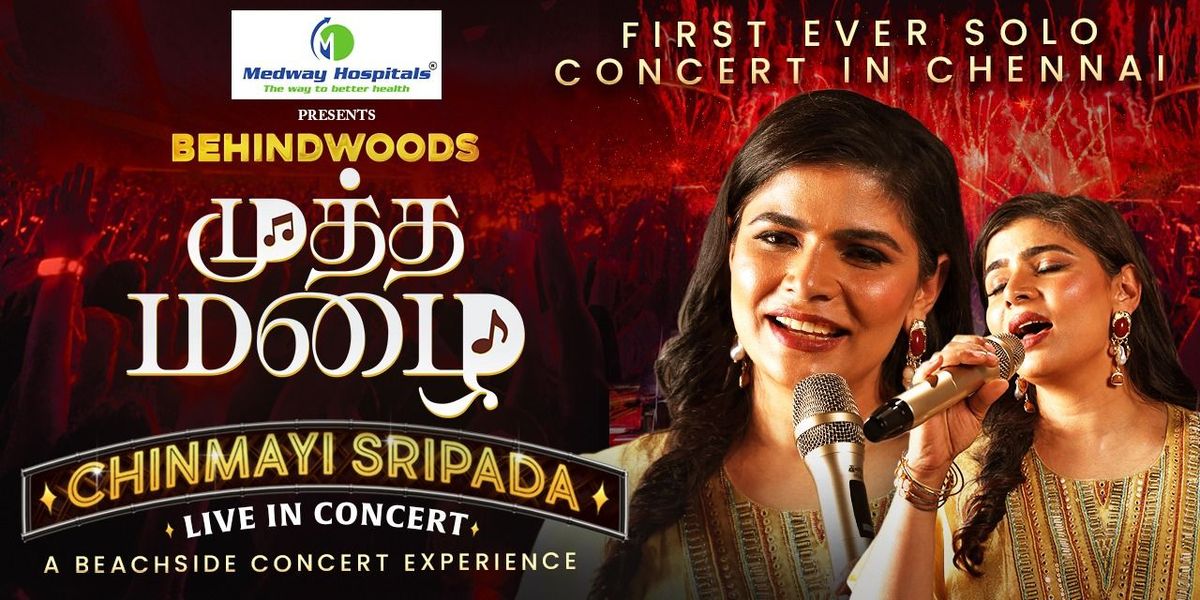 Medway Hospitals®
The way to better health
PRESENTS
BEHINDWOODS
முத்த
மழை
CHINMAYI SRIPADA
LIVE IN CONCERT
A BEACHSIDE CONCERT EXPERIENCE
FIRST EVER SOLO
CONCERT IN CHENNAI